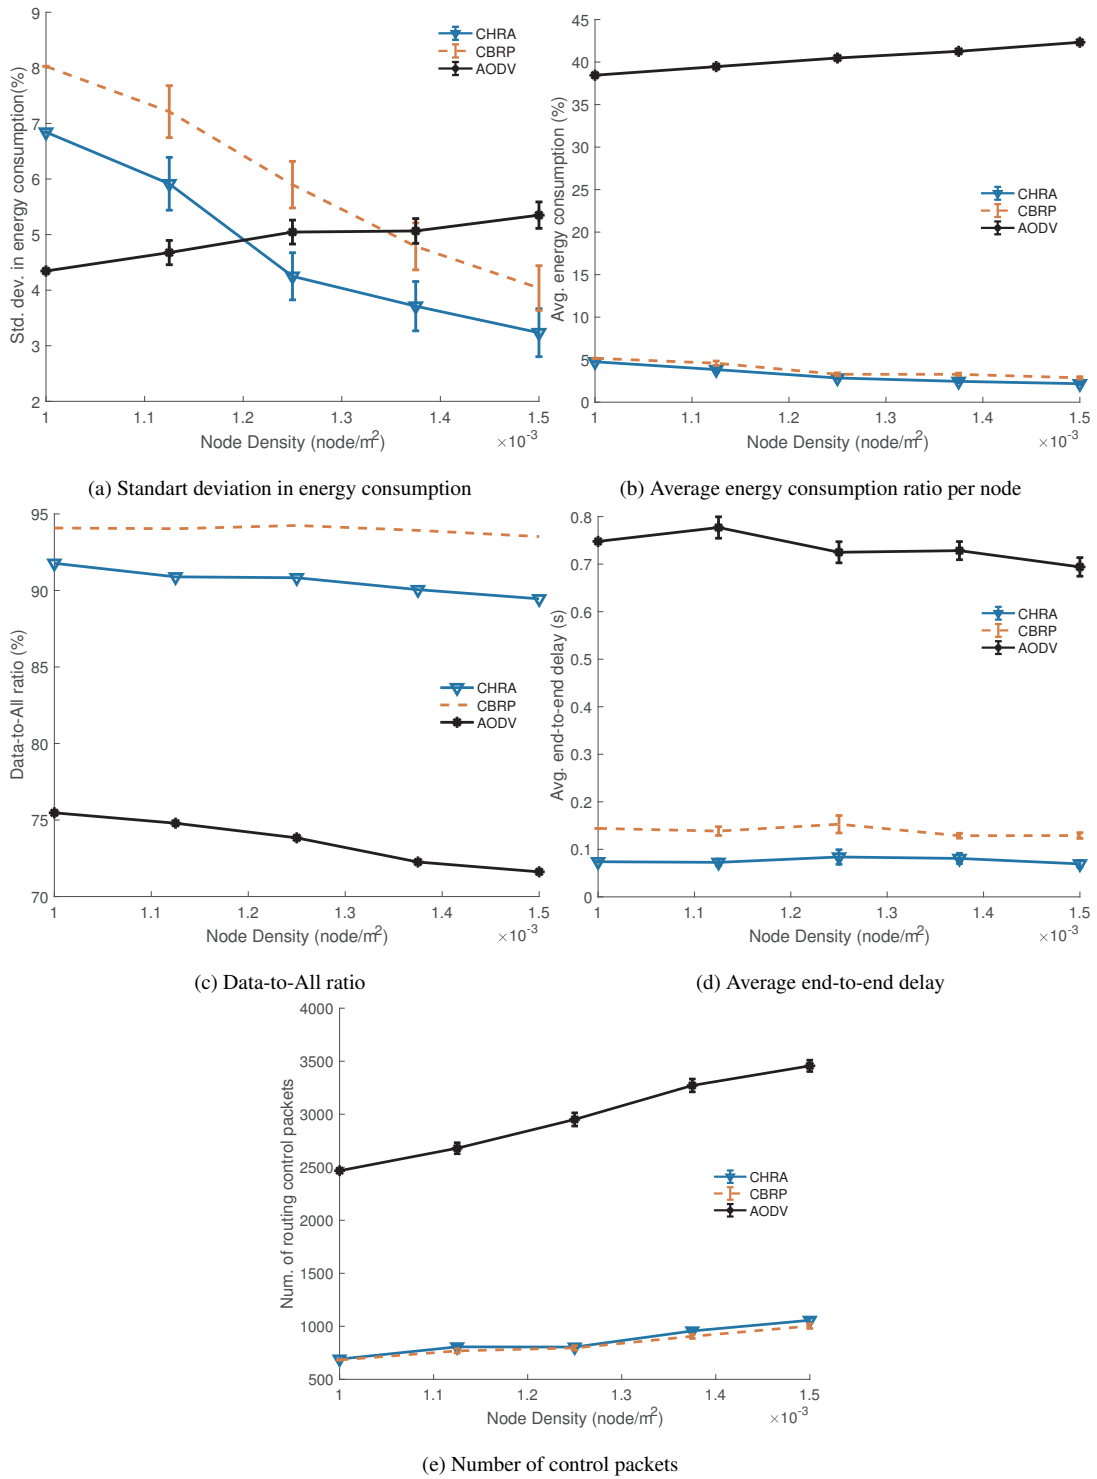 9
8
7
6
5
4
3
2
Std. dev. in energy consumption(%)
CHRA
CBRP
AODV
1 1.1 1.2 1.3 1.4 1.5
Node Density (node/m²) ×10⁻³
(a) Standart deviation in energy consumption
45
40
35
30
25
20
15
10
5
0
Avg. energy consumption (%)
CHRA
CBRP
AODV
1 1.1 1.2 1.3 1.4 1.5
Node Density (node/m²) ×10⁻³
(b) Average energy consumption ratio per node
95
90
85
80
75
70
Data-to-All ratio (%)
CHRA
CBRP
AODV
1 1.1 1.2 1.3 1.4 1.5
Node Density (node/m²) ×10⁻³
(c) Data-to-All ratio
0.8
0.7
0.6
0.5
0.4
0.3
0.2
0.1
0
Avg. end-to-end delay (s)
CHRA
CBRP
AODV
1 1.1 1.2 1.3 1.4 1.5
Node Density (node/m²) ×10⁻³
(d) Average end-to-end delay
4000
3500
3000
2500
2000
1500
1000
500
Num. of routing control packets
CHRA
CBRP
AODV
1 1.1 1.2 1.3 1.4 1.5
Node Density (node/m²) ×10⁻³
(e) Number of control packets